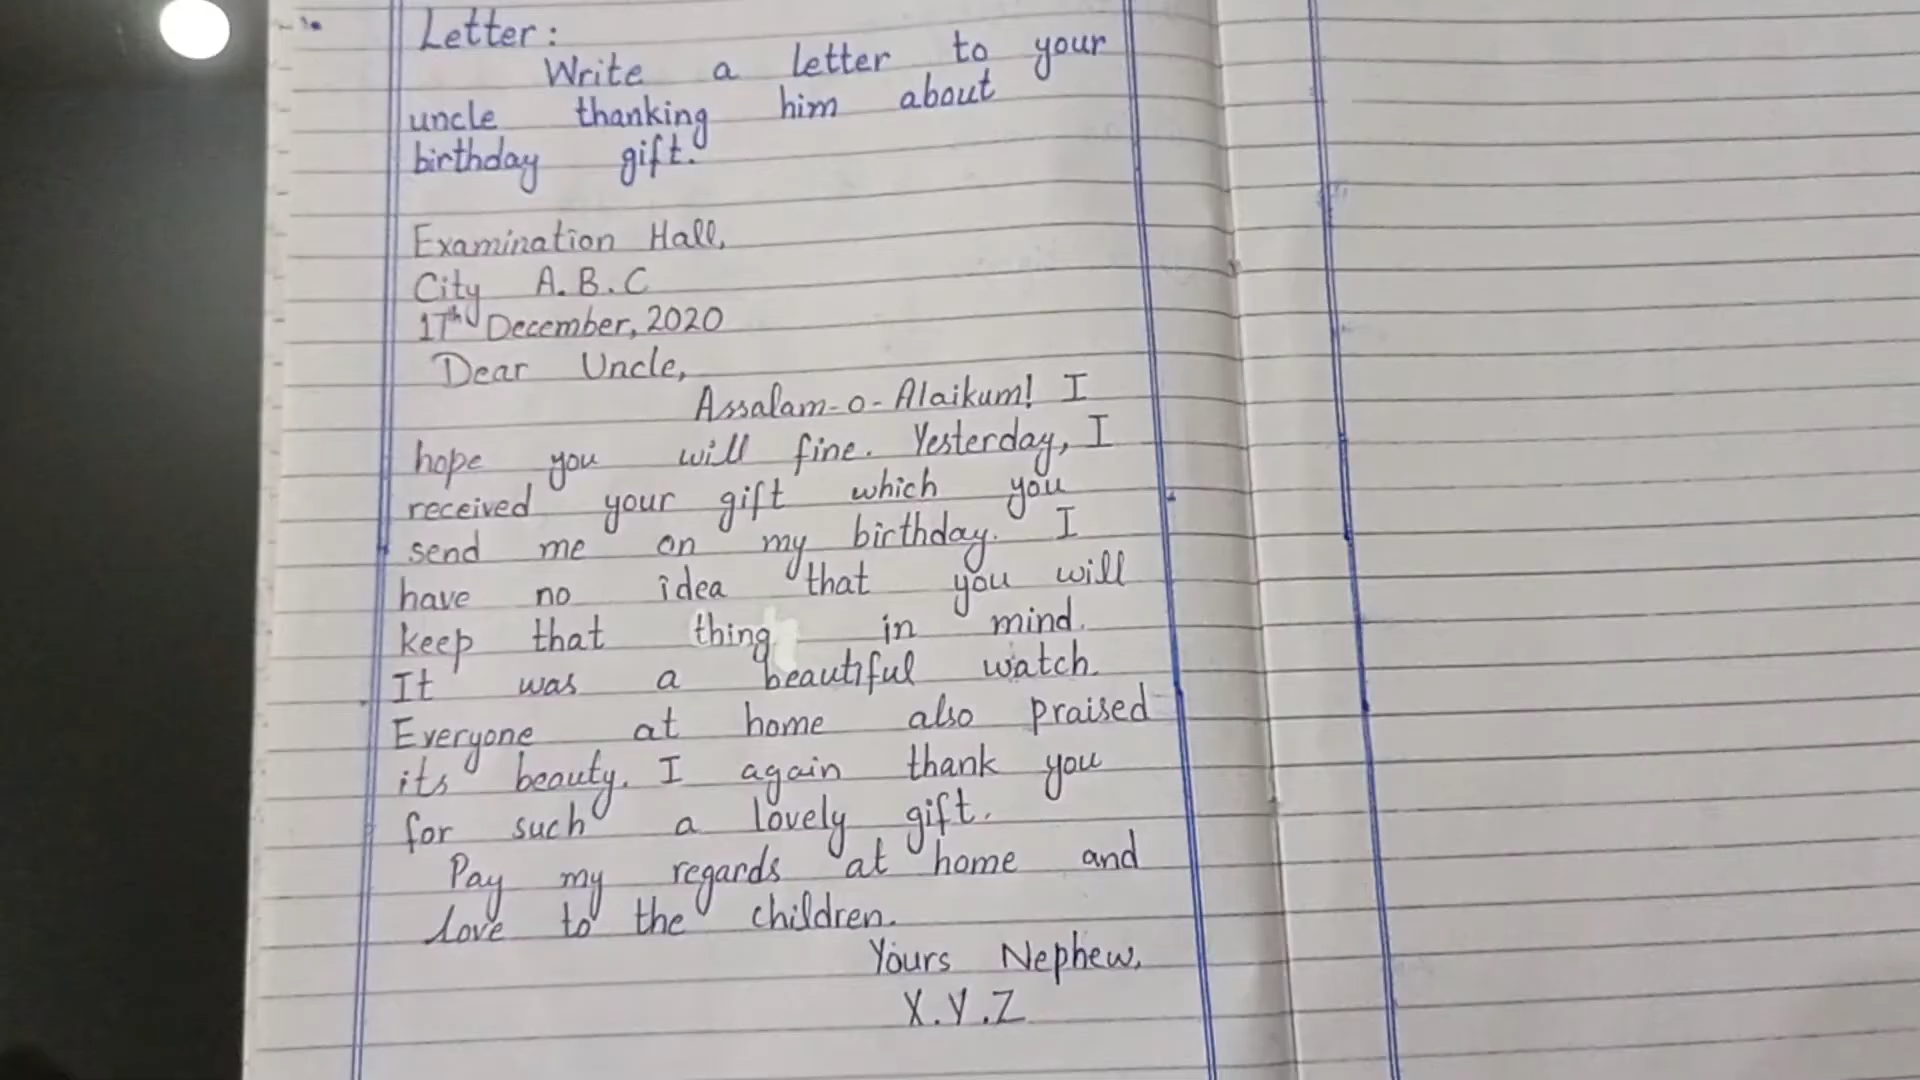 Letter:
Write a letter to your
uncle thanking him about
birthday gift.
Examination Hall,
City A.B.C
17th December, 2020
Dear Uncle,
Assalam-o-Alaikum! I
hope you will fine. Yesterday, I
received your gift which you
send me on my birthday. I
have no idea that you will
keep that thing in mind.
It was a beautiful watch.
Everyone at home also praised
its beauty. I again thank you
for such a lovely gift.
Pay my regards at home and
love to the children.
Yours Nephew,
X.Y.Z